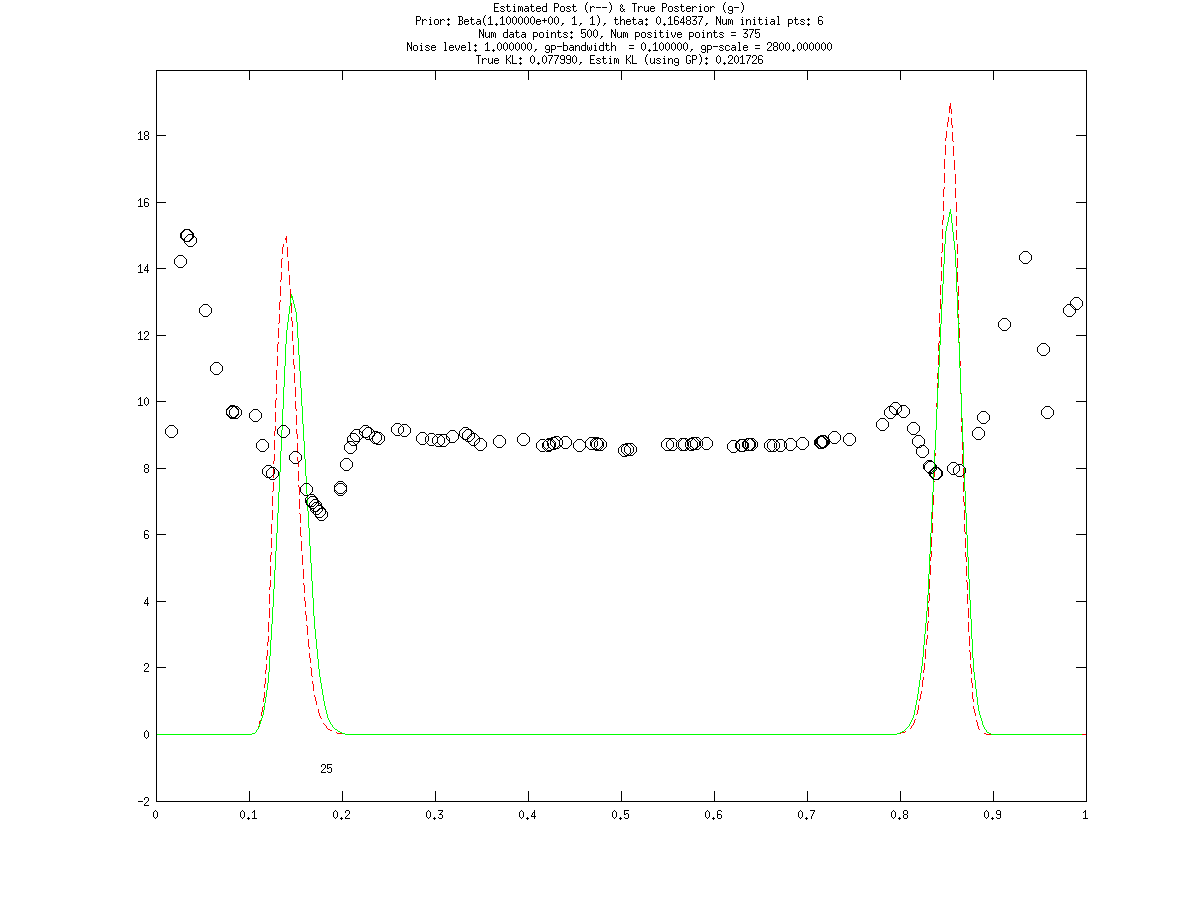 Estimated Post (r--) & True Posterior (g-)
Prior: Beta(1.100000e+00, 1, 1), theta: 0.164837, Num initial pts: 6
Num data points: 500, Num positive points = 375
Noise level: 1.000000, gp-bandwidth  = 0.100000, gp-scale = 2800.000000
True KL: 0.077990, Estim KL (using GP): 0.201726
18
16
14
12
10
8
6
4
2
0
25
-2
0 0.1 0.2 0.3 0.4 0.5 0.6 0.7 0.8 0.9 1